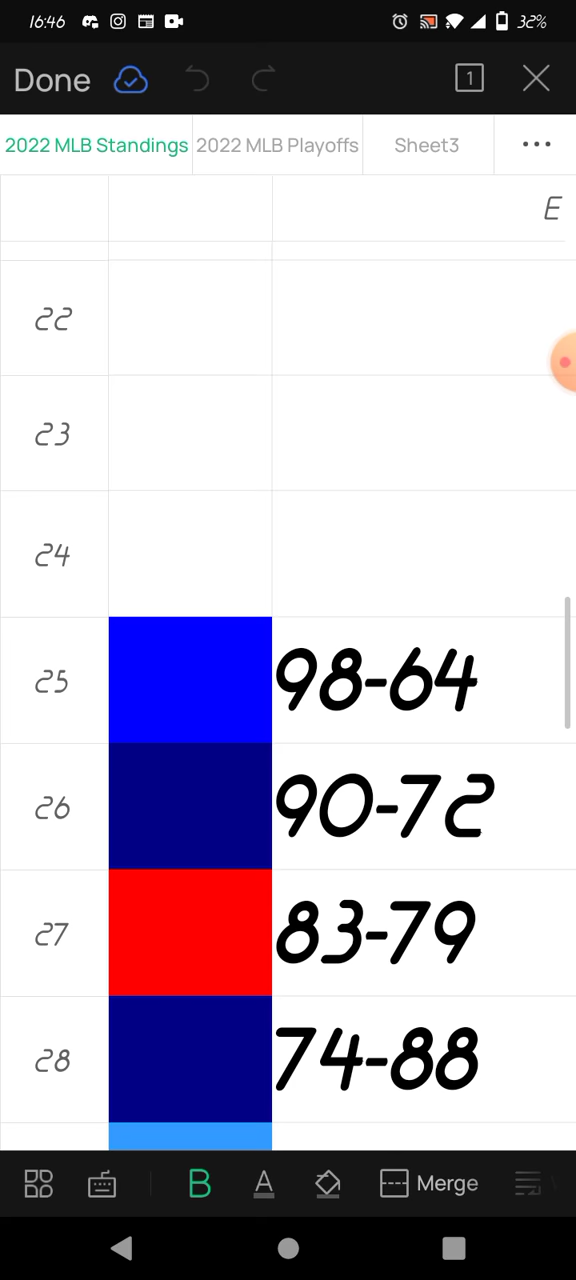 16:46 32%
Done 1
2022 MLB Standings 2022 MLB Playoffs Sheet3 •••
E
22
23
24
25 98-64
26 90-72
27 83-79
28 74-88
B A Merge